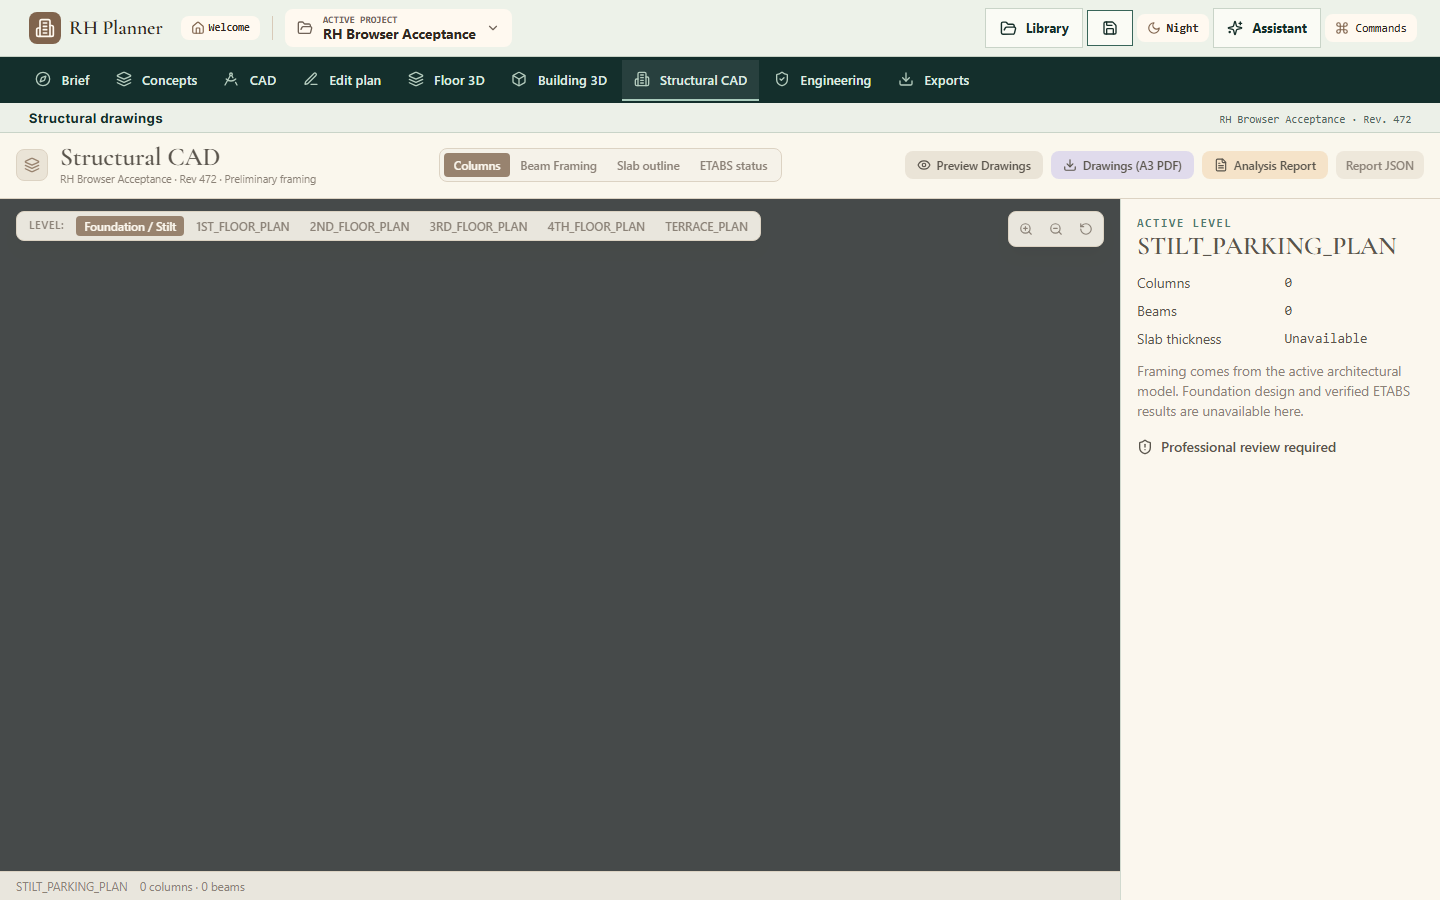 RH Planner
Welcome
ACTIVE PROJECT
RH Browser Acceptance
Library
Night
Assistant
Commands
Brief
Concepts
CAD
Edit plan
Floor 3D
Building 3D
Structural CAD
Engineering
Exports
Structural drawings
RH Browser Acceptance · Rev. 472
Structural CAD
RH Browser Acceptance · Rev 472 · Preliminary framing
Columns
Beam Framing
Slab outline
ETABS status
Preview Drawings
Drawings (A3 PDF)
Analysis Report
Report JSON
LEVEL:
Foundation / Stilt
1ST_FLOOR_PLAN
2ND_FLOOR_PLAN
3RD_FLOOR_PLAN
4TH_FLOOR_PLAN
TERRACE_PLAN
ACTIVE LEVEL
STILT_PARKING_PLAN
Columns 0
Beams 0
Slab thickness Unavailable
Framing comes from the active architectural
model. Foundation design and verified ETABS
results are unavailable here.
Professional review required
STILT_PARKING_PLAN 0 columns · 0 beams